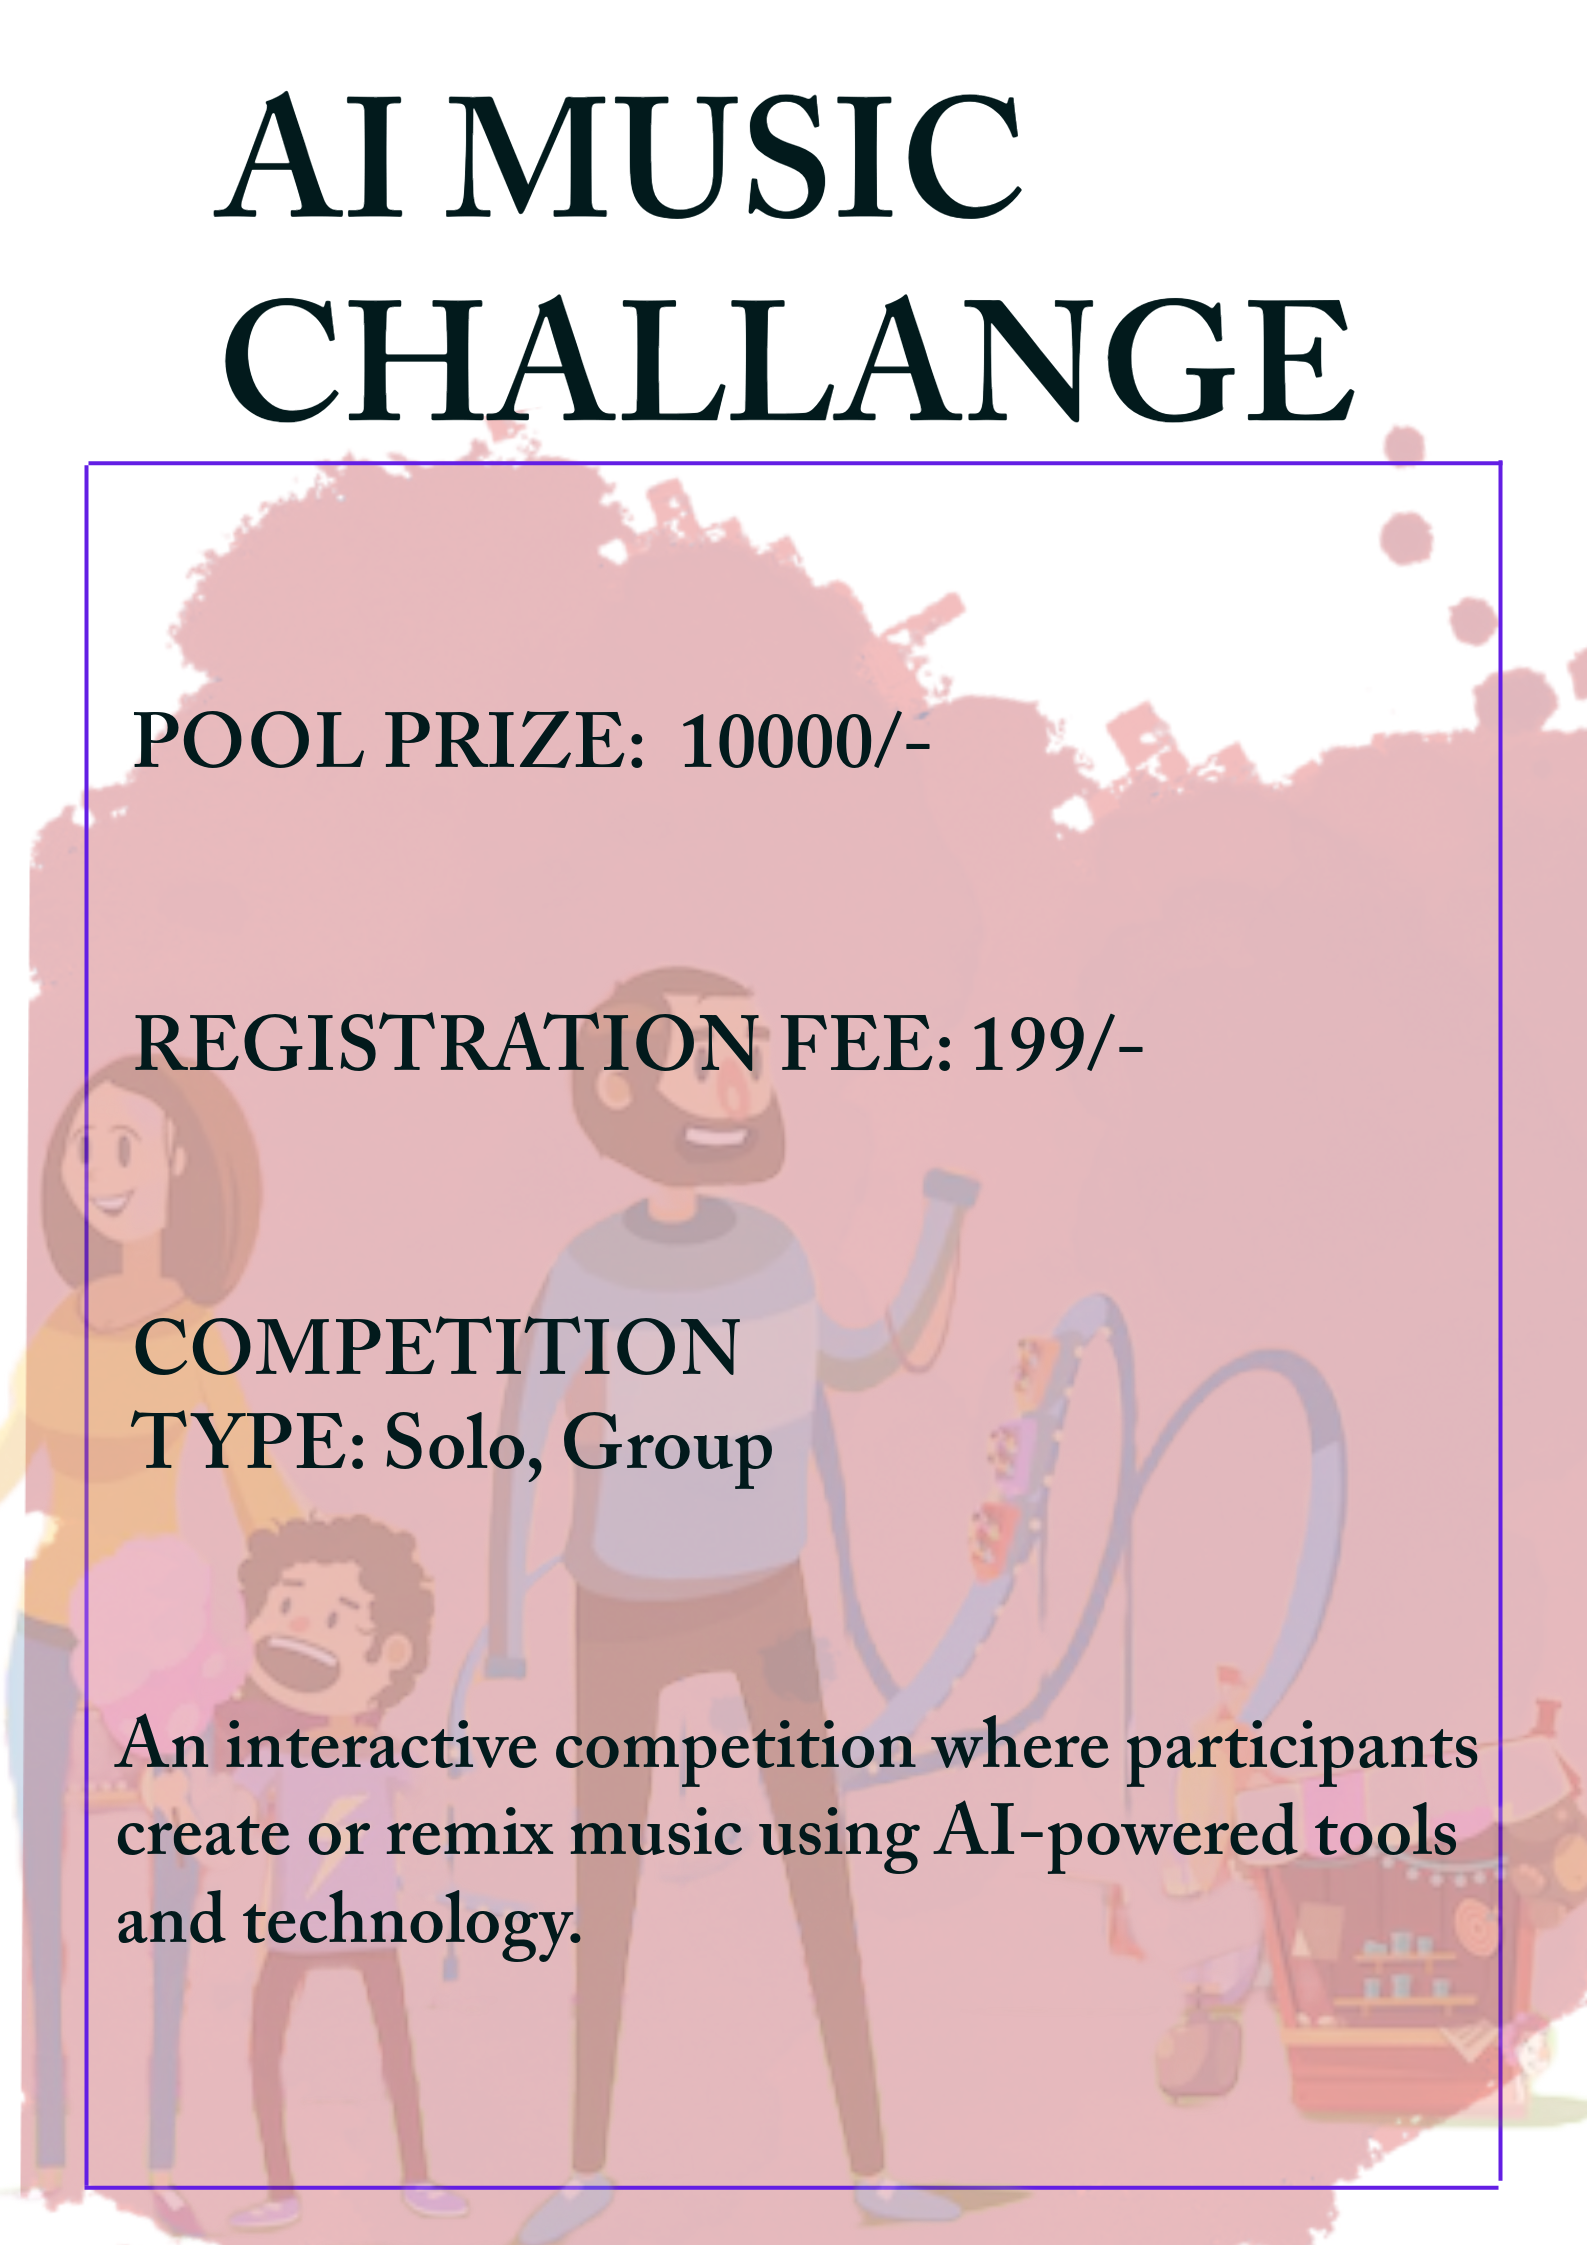 AI MUSIC
CHALLANGE
POOL PRIZE: 10000/-
REGISTRATION FEE: 199/-
COMPETITION
TYPE: Solo, Group
An interactive competition where participants
create or remix music using AI-powered tools
and technology.